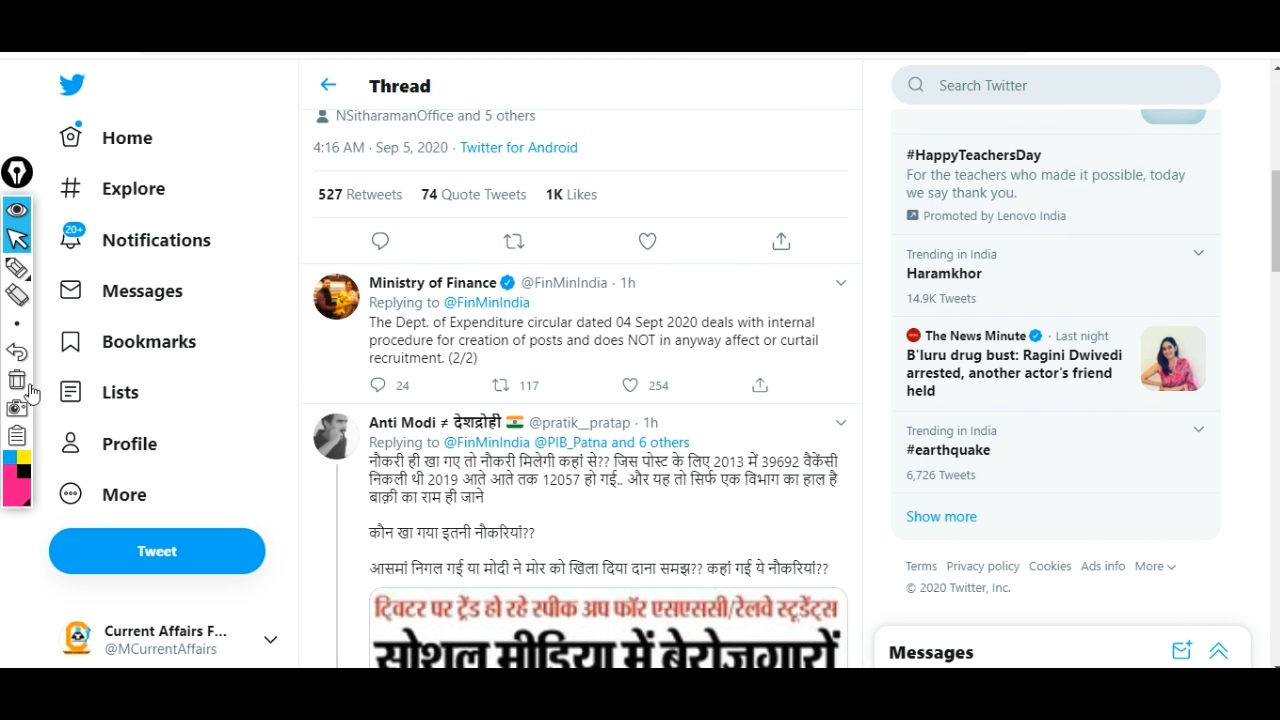 Home
Explore
20+
Notifications
Messages
Bookmarks
Lists
Profile
More
Tweet
Current Affairs F...
@MCurrentAffairs
Thread
NSitharamanOffice and 5 others
4:16 AM · Sep 5, 2020 · Twitter for Android
527 Retweets 74 Quote Tweets 1K Likes
Ministry of Finance @FinMinIndia · 1h
Replying to @FinMinIndia
The Dept. of Expenditure circular dated 04 Sept 2020 deals with internal
procedure for creation of posts and does NOT in anyway affect or curtail
recruitment. (2/2)
24 117 254
Anti Modi ≠ देशद्रोही 🇮🇳 @pratik__pratap · 1h
Replying to @FinMinIndia @PIB_Patna and 6 others
नौकरी ही खा गए तो नौकरी मिलेगी कहां से?? जिस पोस्ट के लिए 2013 में 39692 वैकेंसी
निकली थी 2019 आते आते तक 12057 हो गई.. और यह तो सिर्फ एक विभाग का हाल है
बाक़ी का राम ही जाने
कौन खा गया इतनी नौकरियां??
आसमां निगल गई या मोदी ने मोर को खिला दिया दाना समझ?? कहां गई ये नौकरियां??
ट्विटर पर ट्रेंड हो रहे स्पीक अप फॉर एसएससी/रेलवे स्टूडेंट्स
सोशल मीडिया में बेरोजगारों
Search Twitter
#HappyTeachersDay
For the teachers who made it possible, today
we say thank you.
Promoted by Lenovo India
Trending in India
Haramkhor
14.9K Tweets
The News Minute · Last night
B'luru drug bust: Ragini Dwivedi
arrested, another actor's friend
held
Trending in India
#earthquake
6,726 Tweets
Show more
Terms Privacy policy Cookies Ads info More
© 2020 Twitter, Inc.
Messages